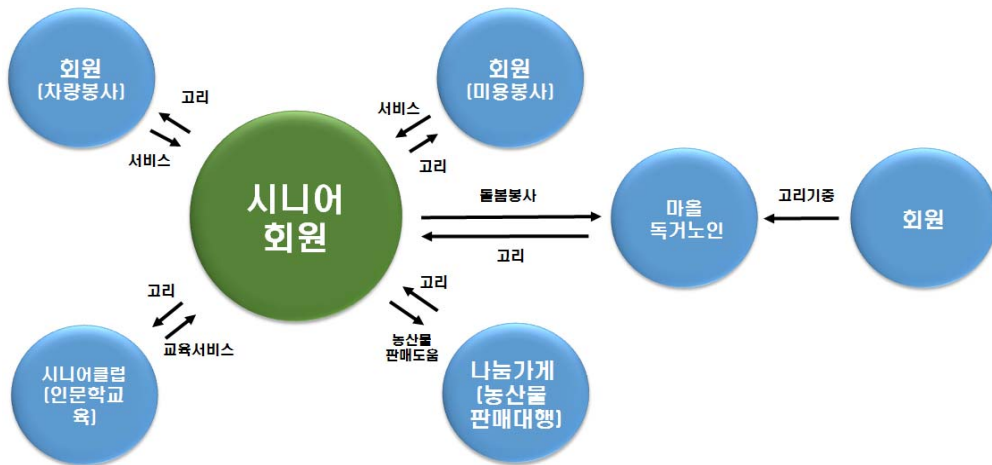 회원
(차량봉사)
고리
서비스
회원
(미용봉사)
서비스
고리
시니어
회원
돌봄봉사
고리
마을
독거노인
고리기증
회원
고리
교육서비스
시니어클럽
(인문학교
육)
고리
농산물
판매도움
나눔가게
(농산물
판매대행)